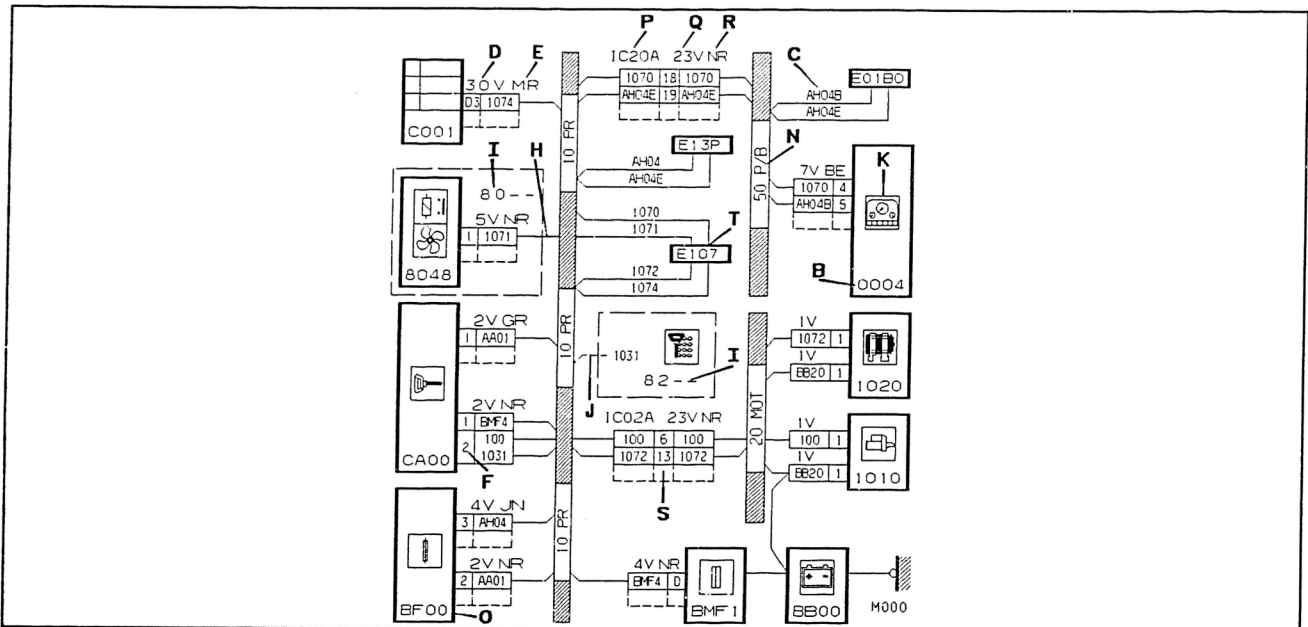 P Q R
D E
IC20A 23V NR
C
1070 18 1070
AH04E 19 AH04E
30V MR
D3 1074
C001
E01B0
AH04B
AH04E
10 PR
E13P
AH04
AH04E
50 P/B
N
K
7V BE
1070 4
AH04B 5
B 0004
I H
80--
5V NR
1 1071
8048
1070
1071
T
E107
1072
1074
2V GR
1 AA01
10 PR
1031
82--
I
J
1V
1072 1
1V
BB20 1
1020
2V NR
1 BMF4
100
2 1031
CA00
F
IC02A 23V NR
100 6 100
1072 13 1072
S
20 MOT
1V
100 1
1V
BB20 1
1010
4V JN
3 AH04
10 PR
2V NR
2 AA01
BF00
O
4V NR
BMF4 D
BMF1
+ -
BB00
M000